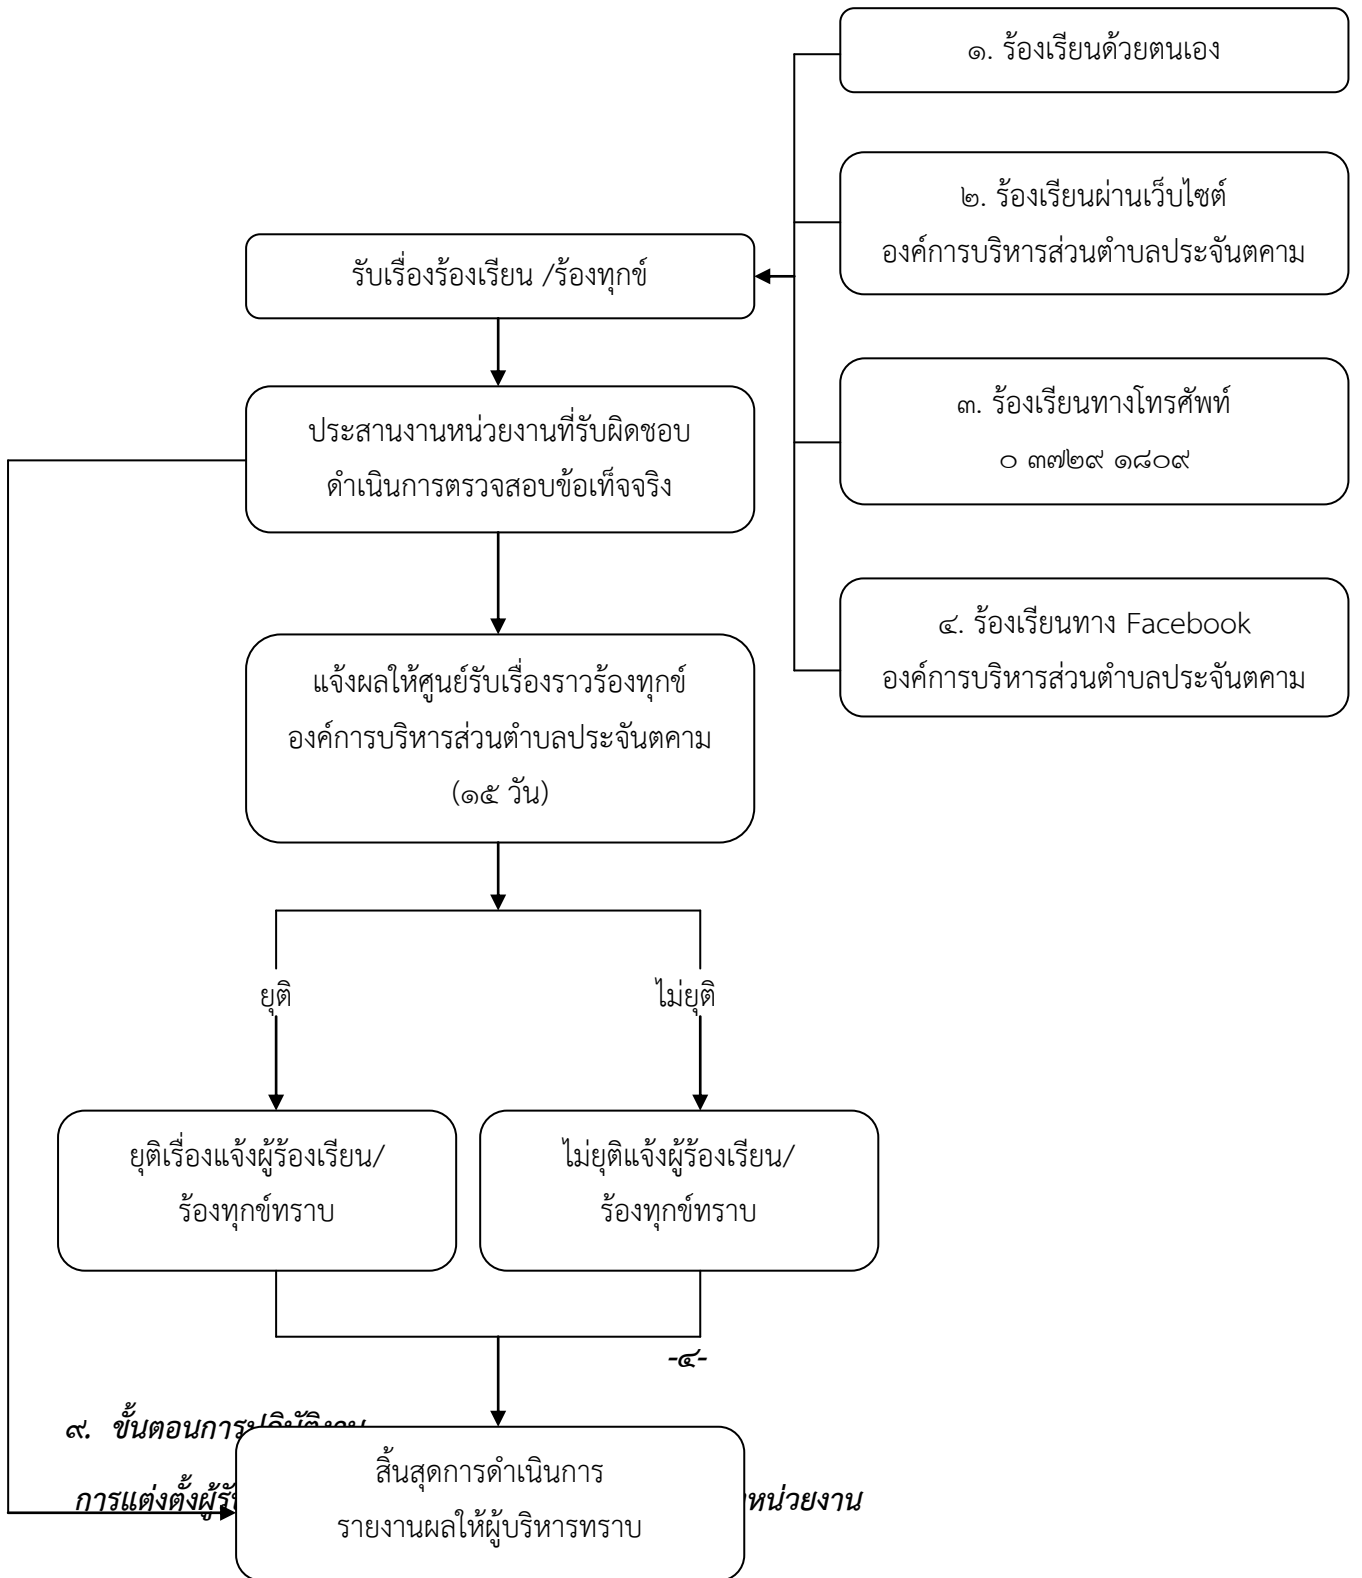 ๑. ร้องเรียนด้วยตนเอง
๒. ร้องเรียนผ่านเว็บไซต์
องค์การบริหารส่วนตำบลประจันตคาม
รับเรื่องร้องเรียน /ร้องทุกข์
๓. ร้องเรียนทางโทรศัพท์
๐ ๓๗๒๙ ๑๘๐๙
ประสานงานหน่วยงานที่รับผิดชอบ
ดำเนินการตรวจสอบข้อเท็จจริง
๔. ร้องเรียนทาง Facebook
องค์การบริหารส่วนตำบลประจันตคาม
แจ้งผลให้ศูนย์รับเรื่องราวร้องทุกข์
องค์การบริหารส่วนตำบลประจันตคาม
(๑๕ วัน)
ยุติ
ไม่ยุติ
ยุติเรื่องแจ้งผู้ร้องเรียน/
ร้องทุกข์ทราบ
ไม่ยุติแจ้งผู้ร้องเรียน/
ร้องทุกข์ทราบ
-๔-
๙. ขั้นตอนการปฏิบัติงาน
การแต่งตั้งผู้รับ
หน่วยงาน
สิ้นสุดการดำเนินการ
รายงานผลให้ผู้บริหารทราบ